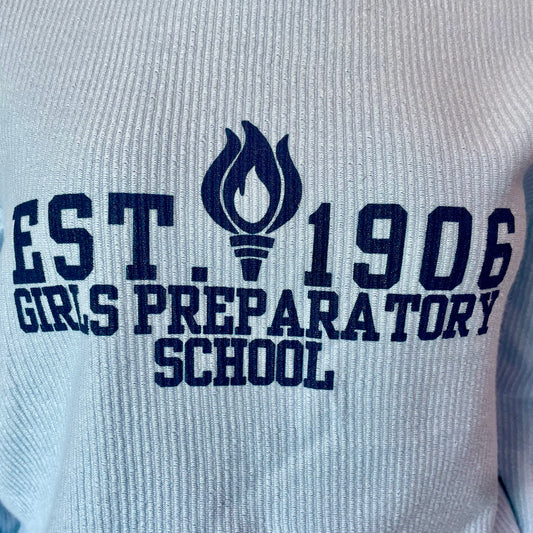 EST. 1906
GIRLS PREPARATORY
SCHOOL